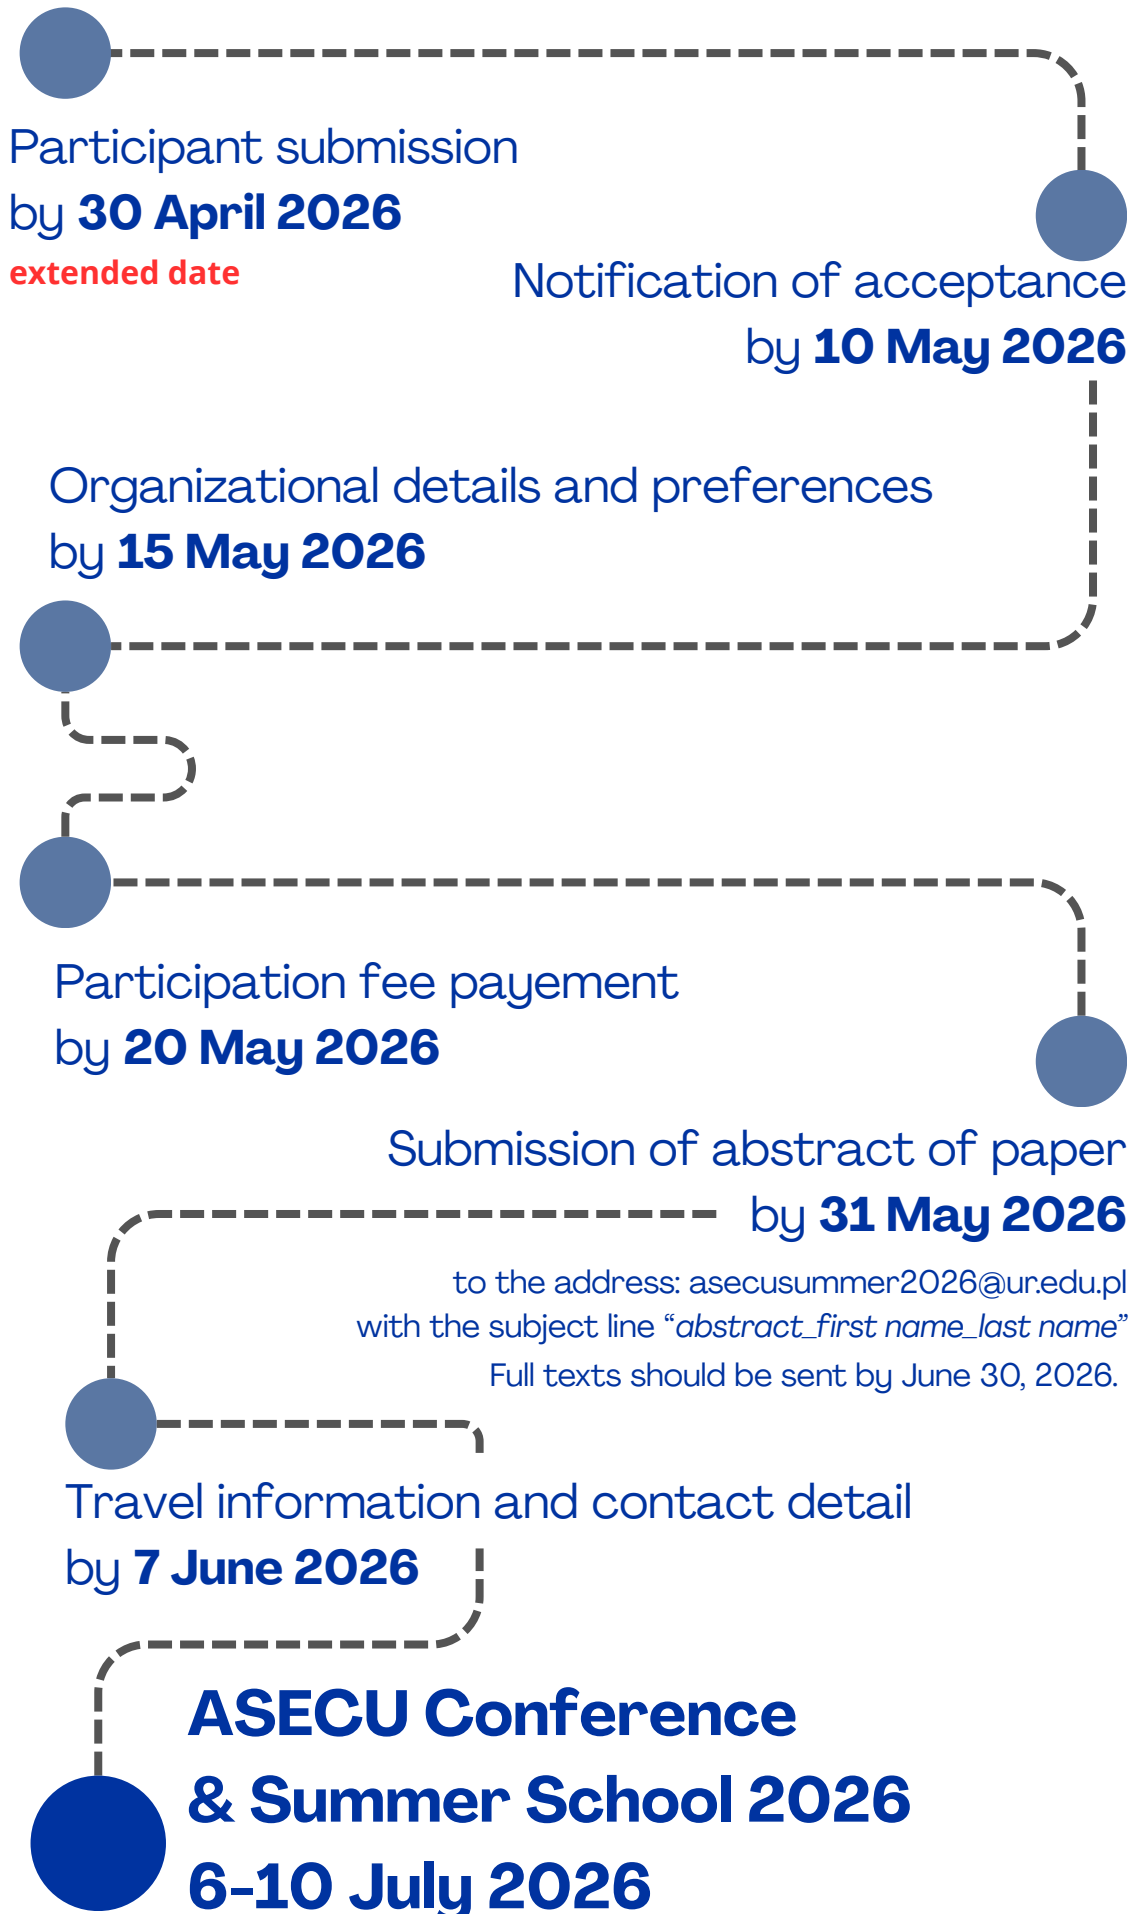 Participant submission
by 30 April 2026
extended date
Notification of acceptance
by 10 May 2026
Organizational details and preferences
by 15 May 2026
Participation fee payement
by 20 May 2026
Submission of abstract of paper
by 31 May 2026
to the address: asecusummer2026@ur.edu.pl
with the subject line “abstract_first name_last name”
Full texts should be sent by June 30, 2026.
Travel information and contact detail
by 7 June 2026
ASECU Conference
& Summer School 2026
6-10 July 2026